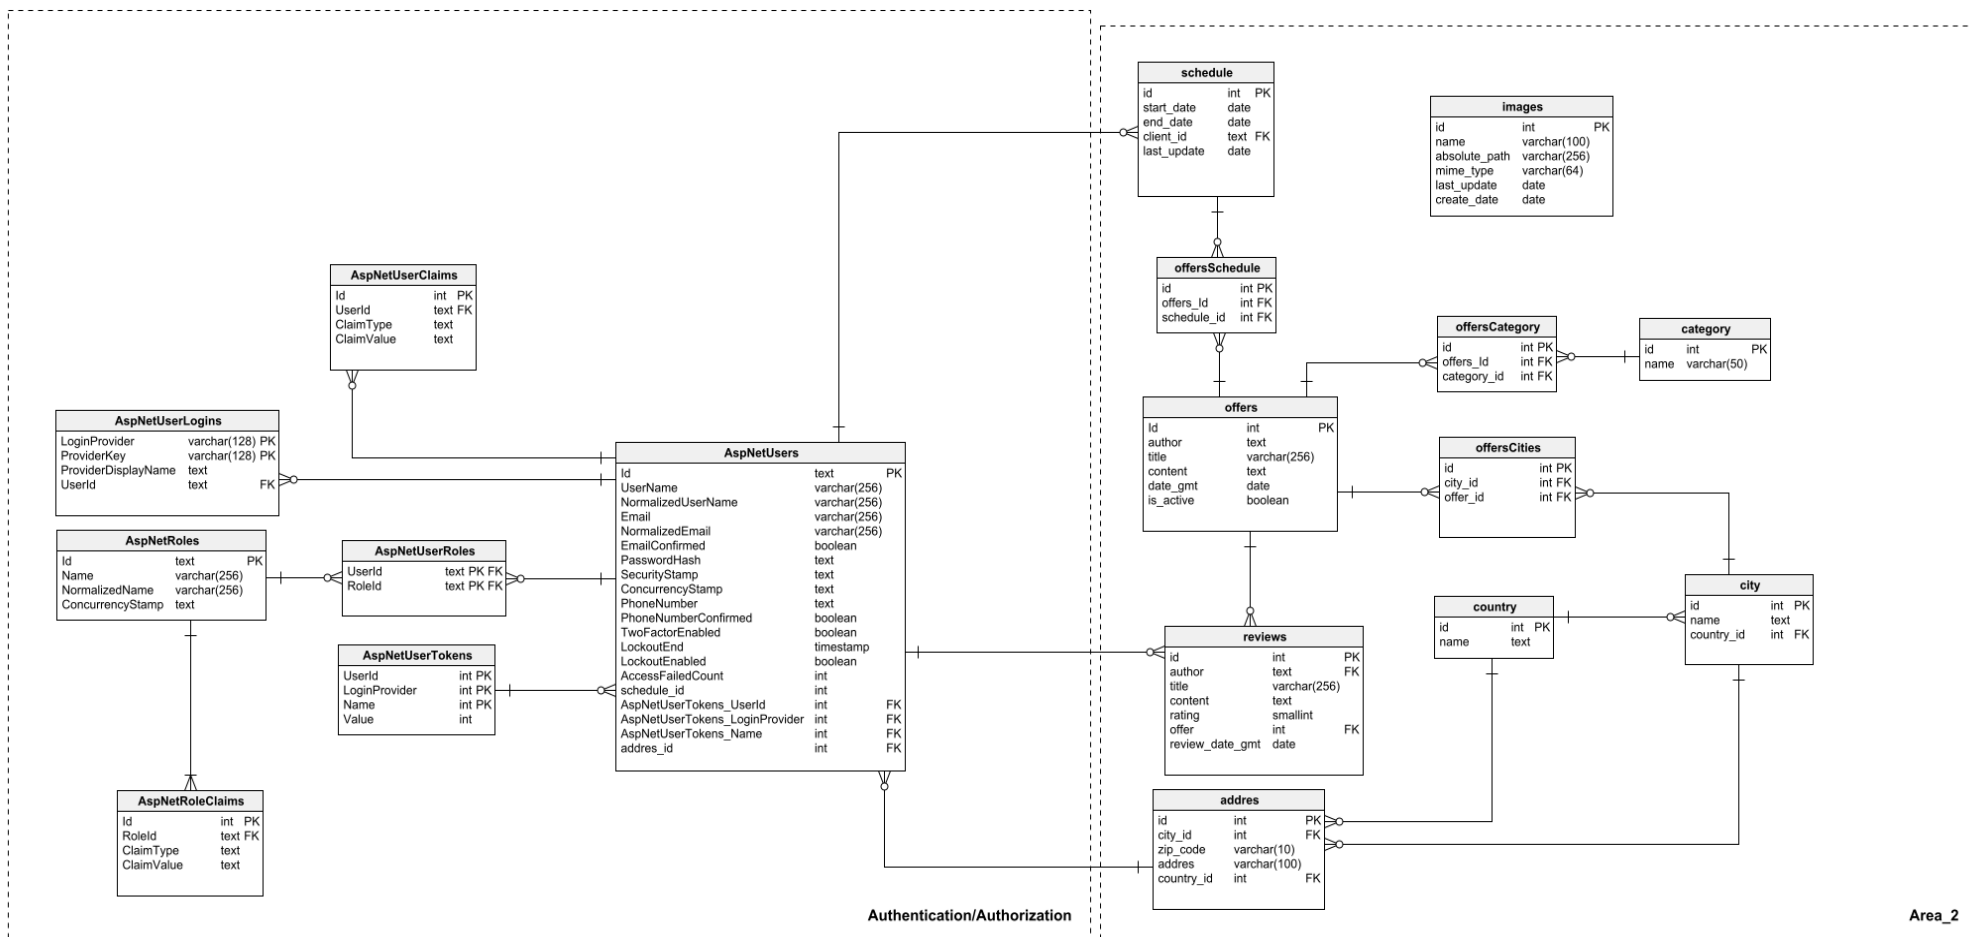 schedule
id int PK
start_date date
end_date date
client_id text FK
last_update date
images
id int PK
name varchar(100)
absolute_path varchar(256)
mime_type varchar(64)
last_update date
create_date date
AspNetUserClaims
Id int PK
UserId text FK
ClaimType text
ClaimValue text
offersSchedule
id int PK
offers_Id int FK
schedule_id int FK
offersCategory
id int PK
offers_Id int FK
category_id int FK
category
id int PK
name varchar(50)
AspNetUserLogins
LoginProvider varchar(128) PK
ProviderKey varchar(128) PK
ProviderDisplayName text
UserId text FK
AspNetUsers
Id text PK
UserName varchar(256)
NormalizedUserName varchar(256)
Email varchar(256)
NormalizedEmail varchar(256)
EmailConfirmed boolean
PasswordHash text
SecurityStamp text
ConcurrencyStamp text
PhoneNumber text
PhoneNumberConfirmed boolean
TwoFactorEnabled boolean
LockoutEnd timestamp
LockoutEnabled boolean
AccessFailedCount int
schedule_id int
AspNetUserTokens_UserId int FK
AspNetUserTokens_LoginProvider int FK
AspNetUserTokens_Name int FK
addres_id int FK
offers
Id int PK
author text
title varchar(256)
content text
date_gmt date
is_active boolean
offersCities
id int PK
city_id int FK
offer_id int FK
AspNetRoles
Id text PK
Name varchar(256)
NormalizedName varchar(256)
ConcurrencyStamp text
AspNetUserRoles
UserId text PK FK
RoleId text PK FK
AspNetUserTokens
UserId int PK
LoginProvider int PK
Name int PK
Value int
country
id int PK
name text
city
id int PK
name text
country_id int FK
reviews
id int PK
author text FK
title varchar(256)
content text
rating smallint
offer int FK
review_date_gmt date
AspNetRoleClaims
Id int PK
RoleId text FK
ClaimType text
ClaimValue text
addres
id int PK
city_id int FK
zip_code varchar(10)
addres varchar(100)
country_id int FK
Authentication/Authorization
Area_2